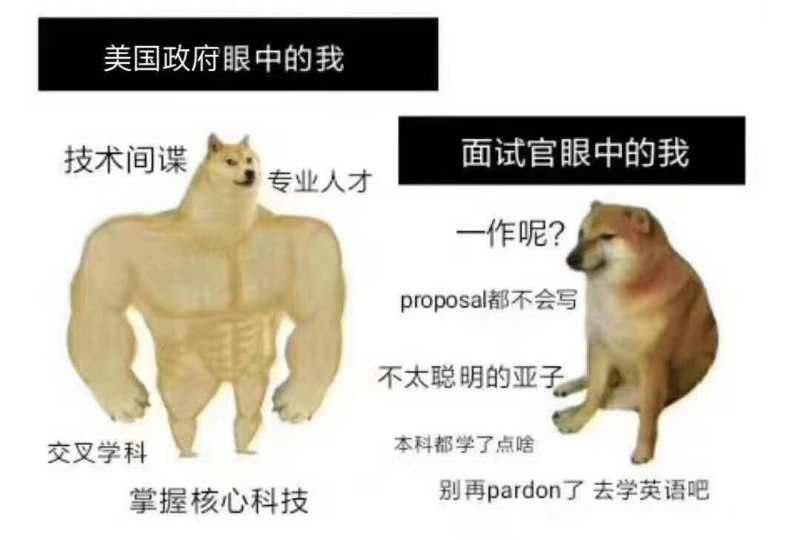 美国政府眼中的我
技术间谍
专业人才
交叉学科
掌握核心科技
面试官眼中的我
一作呢?
proposal都不会写
不太聪明的亚子
本科都学了点啥
别再pardon了 去学英语吧